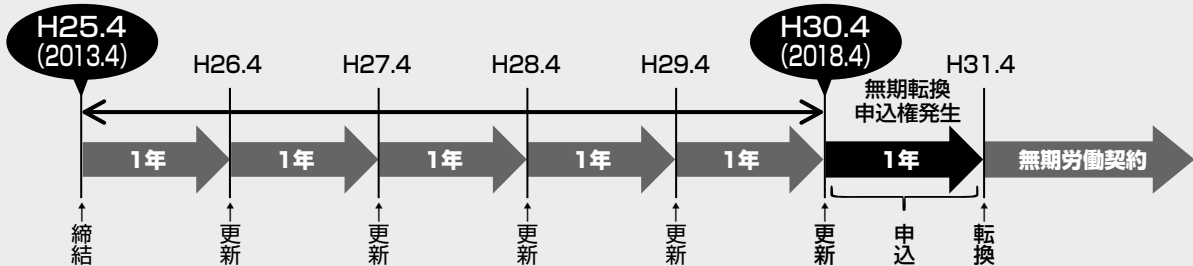 H25.4
(2013.4)
H26.4
H27.4
H28.4
H29.4
H30.4
(2018.4)
H31.4
無期転換
申込権発生
1年
1年
1年
1年
1年
1年
無期労働契約
↑締結
↑更新
↑更新
↑更新
↑更新
↑更新
申込
↑転換